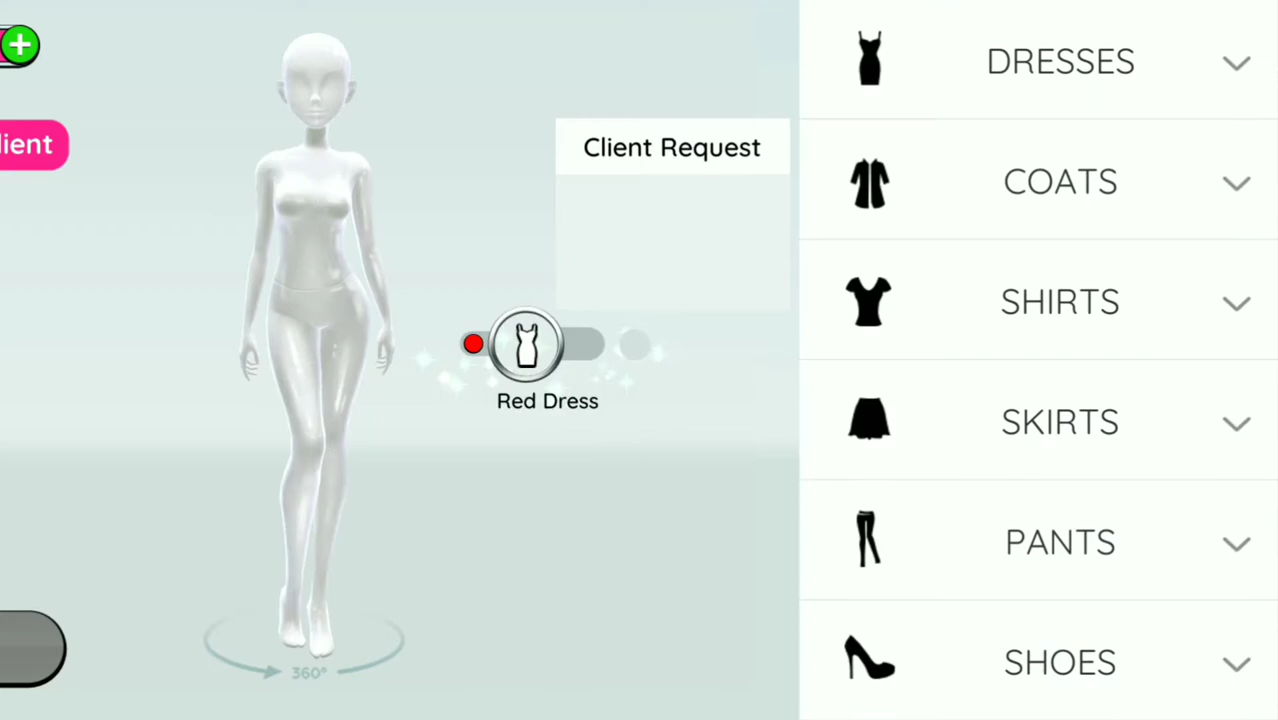 lient
Client Request
Red Dress
360°
DRESSES
COATS
SHIRTS
SKIRTS
PANTS
SHOES